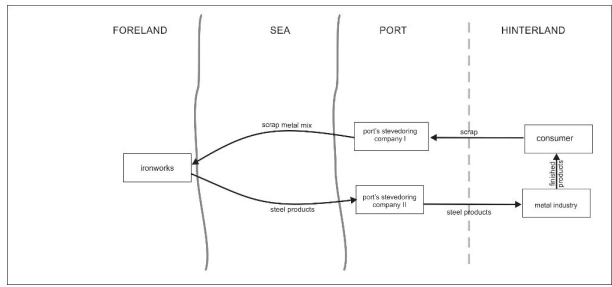 FORELAND SEA PORT HINTERLAND
scrap metal mix
port's stevedoring
company I
scrap
consumer
ironworks
finished
products
steel products
port's stevedoring
company II
steel products
metal industry